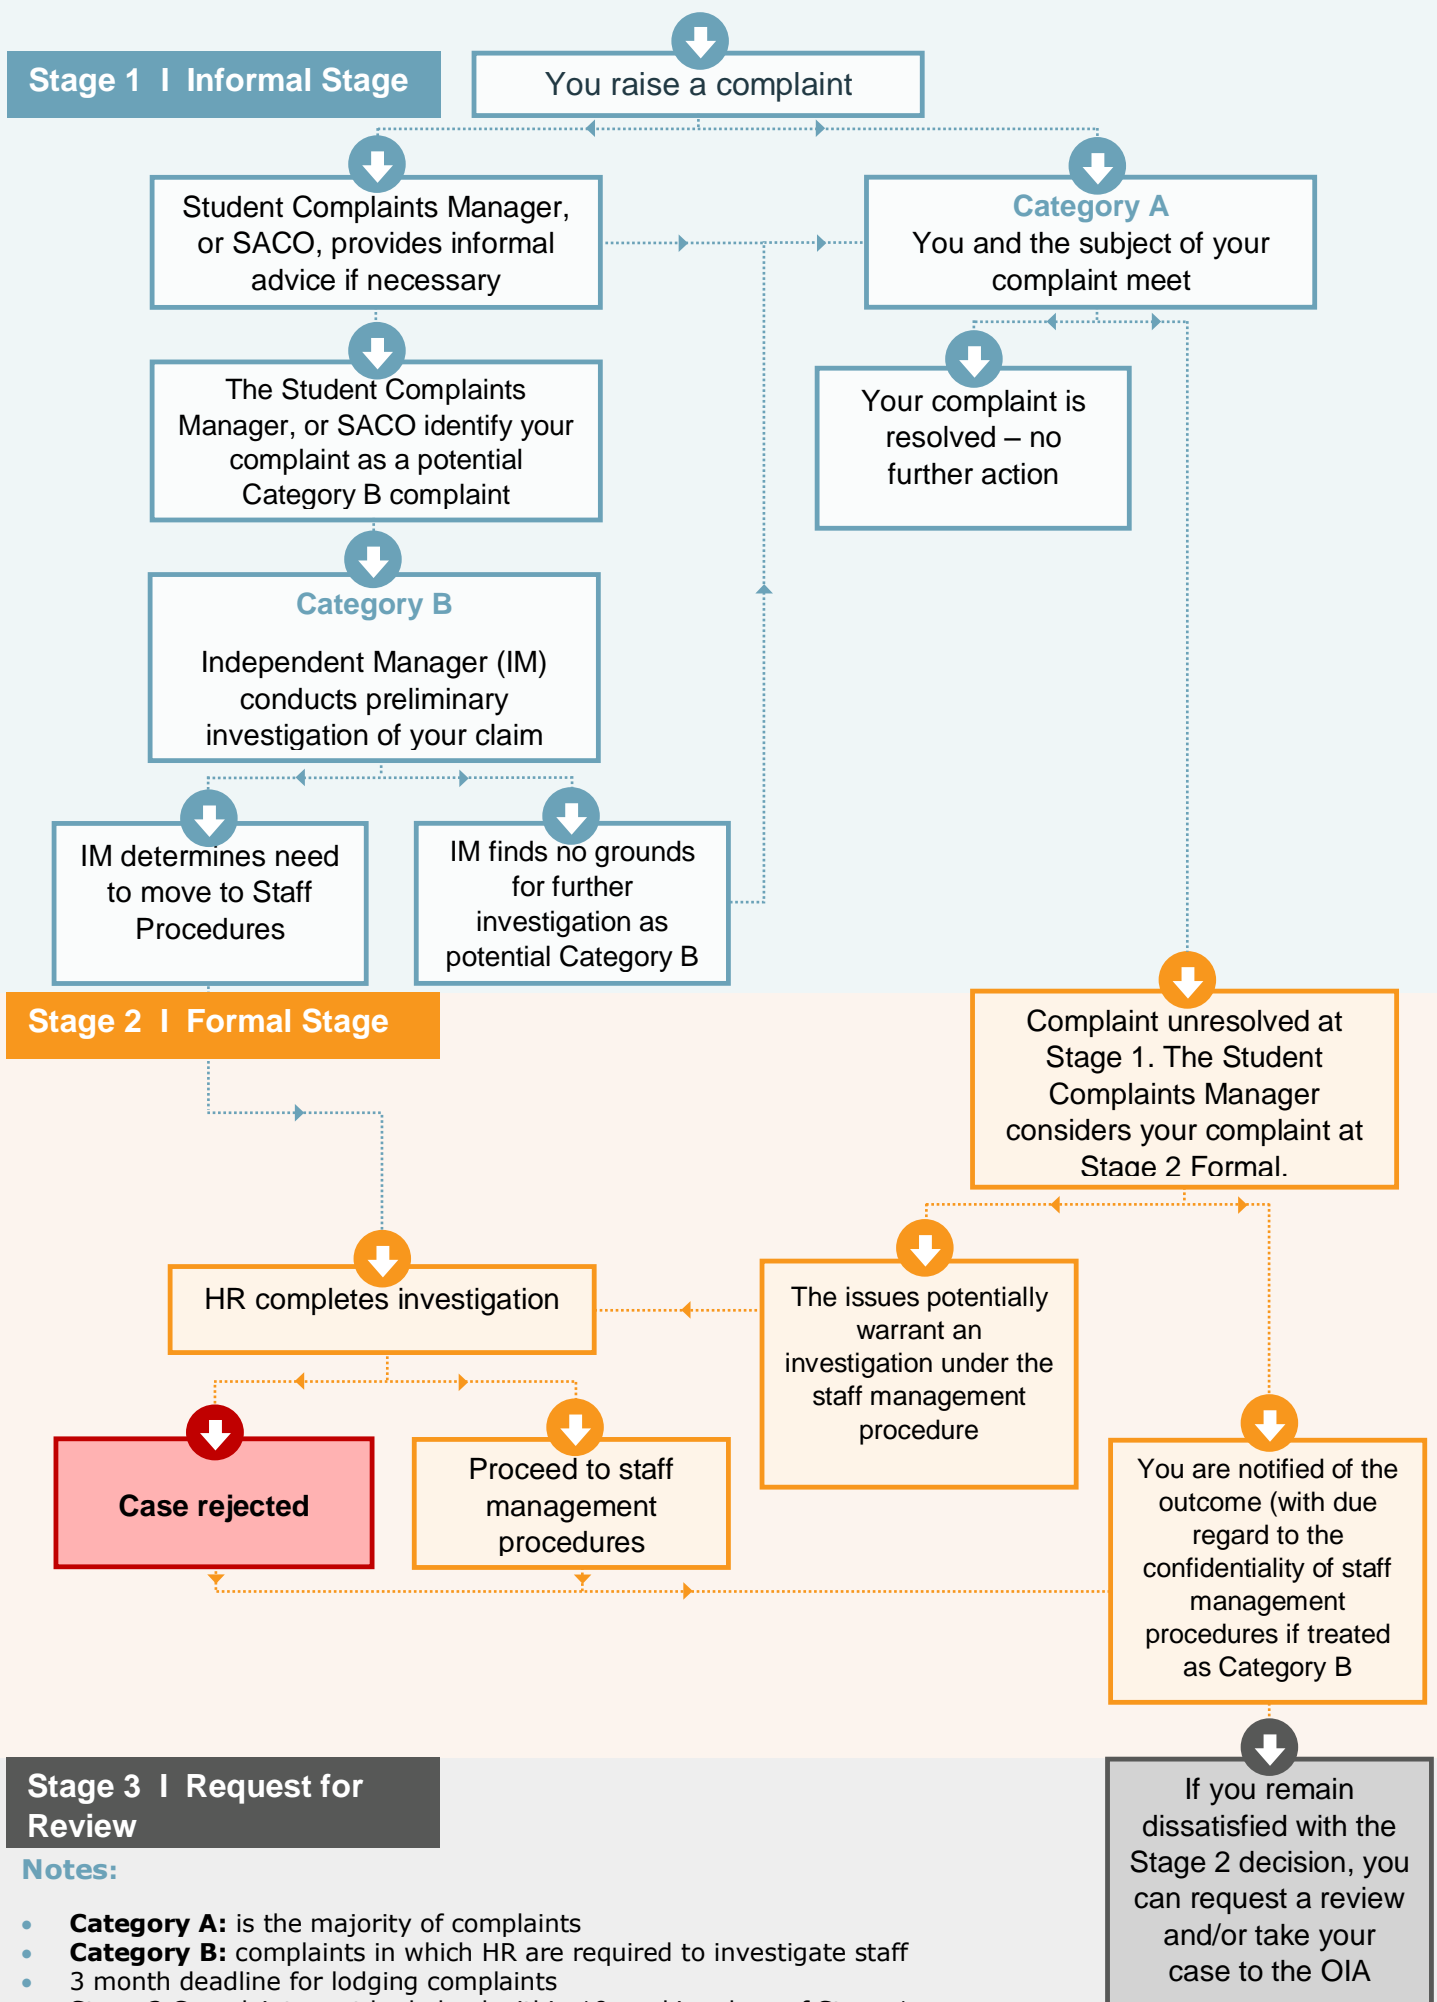 Stage 1 I Informal Stage
You raise a complaint
Student Complaints Manager,
or SACO, provides informal
advice if necessary
Category A
You and the subject of your
complaint meet
The Student Complaints
Manager, or SACO identify your
complaint as a potential
Category B complaint
Your complaint is
resolved – no
further action
Category B
Independent Manager (IM)
conducts preliminary
investigation of your claim
IM determines need
to move to Staff
Procedures
IM finds no grounds
for further
investigation as
potential Category B
Stage 2 I Formal Stage
Complaint unresolved at
Stage 1. The Student
Complaints Manager
considers your complaint at
Stage 2 Formal.
HR completes investigation
The issues potentially
warrant an
investigation under the
staff management
procedure
Case rejected
Proceed to staff
management
procedures
You are notified of the
outcome (with due
regard to the
confidentiality of staff
management
procedures if treated
as Category B
Stage 3 I Request for
Review
If you remain
dissatisfied with the
Stage 2 decision, you
can request a review
and/or take your
case to the OIA
Notes:
• Category A: is the majority of complaints
• Category B: complaints in which HR are required to investigate staff
• 3 month deadline for lodging complaints